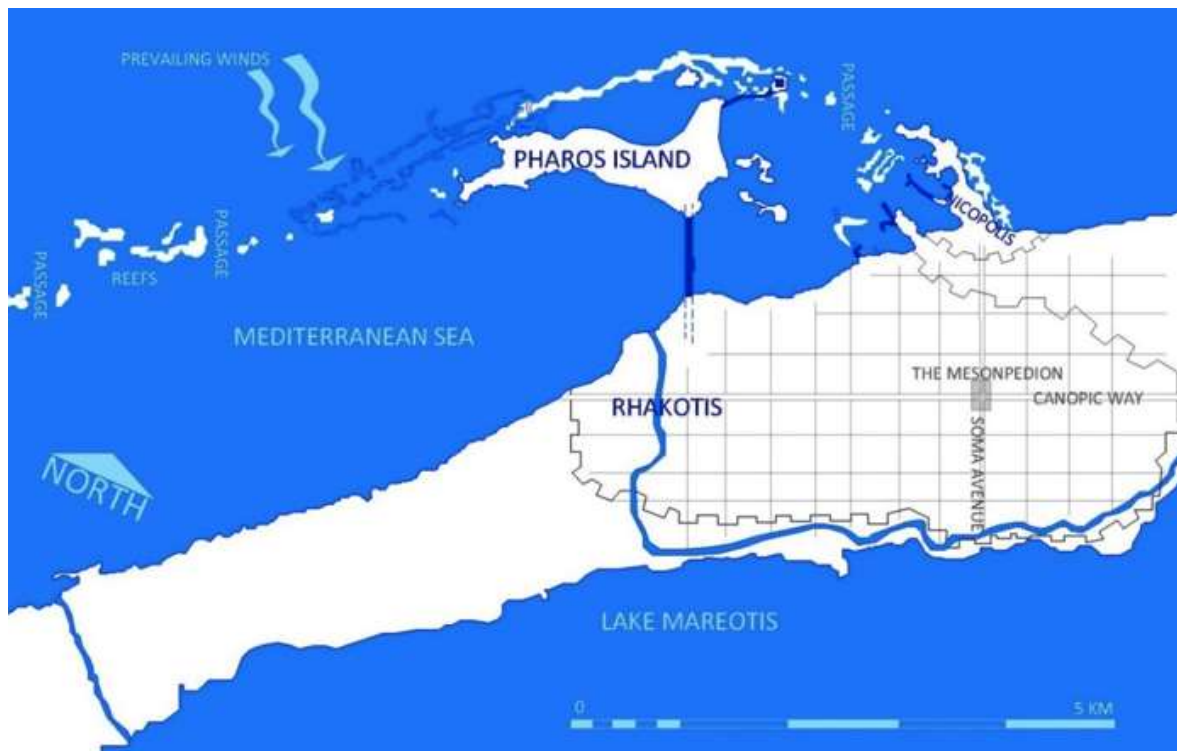 PREVAILING WINDS
PASSAGE
PHAROS ISLAND
NICOPOLIS
PASSAGE
PASSAGE
REEFS
MEDITERRANEAN SEA
THE MESONPEDION
CANOPIC WAY
RHAKOTIS
SOMA AVENUE
NORTH
LAKE MAREOTIS
0 5 KM